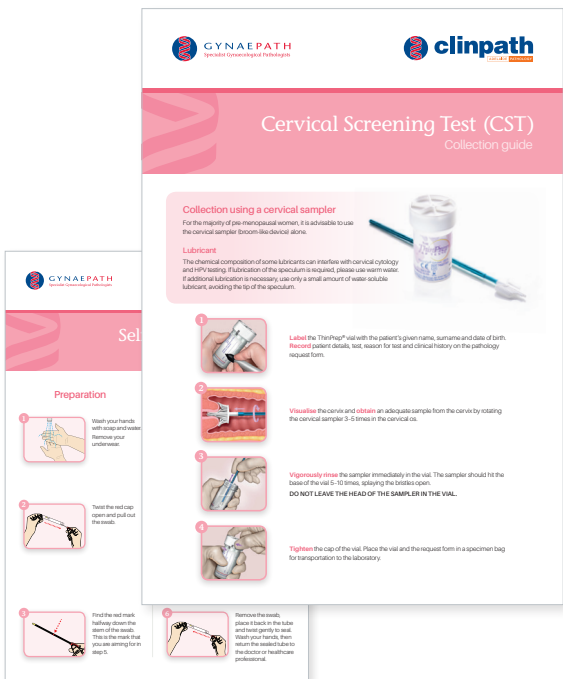 GYNAEPATH
Specialist Gynaecological Pathologists
clinpath
PATHOLOGY
Cervical Screening Test (CST)
Collection guide
Collection using a cervical sampler
For the majority of pre-menopausal women, it is advisable to use
the cervical sampler (broom-like device) alone.
Lubricant
The chemical composition of some lubricants can interfere with cervical cytology
and HPV testing. If lubrication of the speculum is required, please use warm water.
If additional lubrication is necessary, use only a small amount of water-soluble
lubricant, avoiding the tip of the speculum.
1
Label the ThinPrep® vial with the patient's given name, surname and date of birth.
Record patient details, test, reason for test and clinical history on the pathology
request form.
2
Visualise the cervix and obtain an adequate sample from the cervix by rotating
the cervical sampler 3-5 times in the cervical os.
3
Vigorously rinse the sampler immediately in the vial. The sampler should hit the
base of the vial 5-10 times, splaying the bristles open.
DO NOT LEAVE THE HEAD OF THE SAMPLER IN THE VIAL.
4
Tighten the cap of the vial. Place the vial and the request form in a specimen bag
for transportation to the laboratory.
GYNAEPATH
Specialist Gynaecological Pathologists
Sel
Preparation
1
Wash your hands
with soap and water.
Remove your
underwear.
2
Twist the red cap
open and pull out
the swab.
3
Find the red mark
halfway down the
stem of the swab.
This is the mark that
you are aiming for in
step 5.
6
Remove the swab,
place it back in the tube
and twist gently to seal.
Wash your hands, then
return the sealed tube to
the doctor or healthcare
professional.